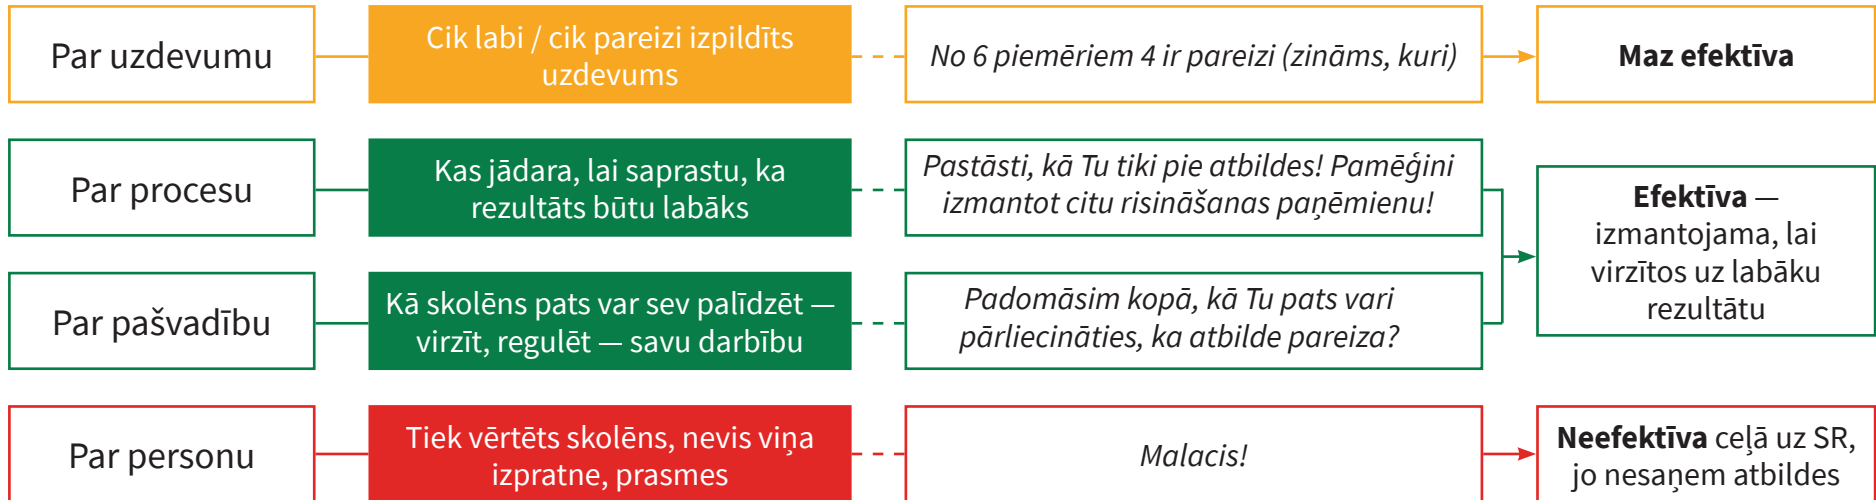 Par uzdevumu
Cik labi / cik pareizi izpildīts
uzdevums
No 6 piemēriem 4 ir pareizi (zināms, kuri)
Maz efektīva
Par procesu
Kas jādara, lai saprastu, ka
rezultāts būtu labāks
Pastāsti, kā Tu tiki pie atbildes! Pamēģini
izmantot citu risināšanas paņēmienu!
Par pašvadību
Kā skolēns pats var sev palīdzēt —
virzīt, regulēt — savu darbību
Padomāsim kopā, kā Tu pats vari
pārliecināties, ka atbilde pareiza?
Efektīva —
izmantojama, lai
virzītos uz labāku
rezultātu
Par personu
Tiek vērtēts skolēns, nevis viņa
izpratne, prasmes
Malacis!
Neefektīva ceļā uz SR,
jo nesaņem atbildes